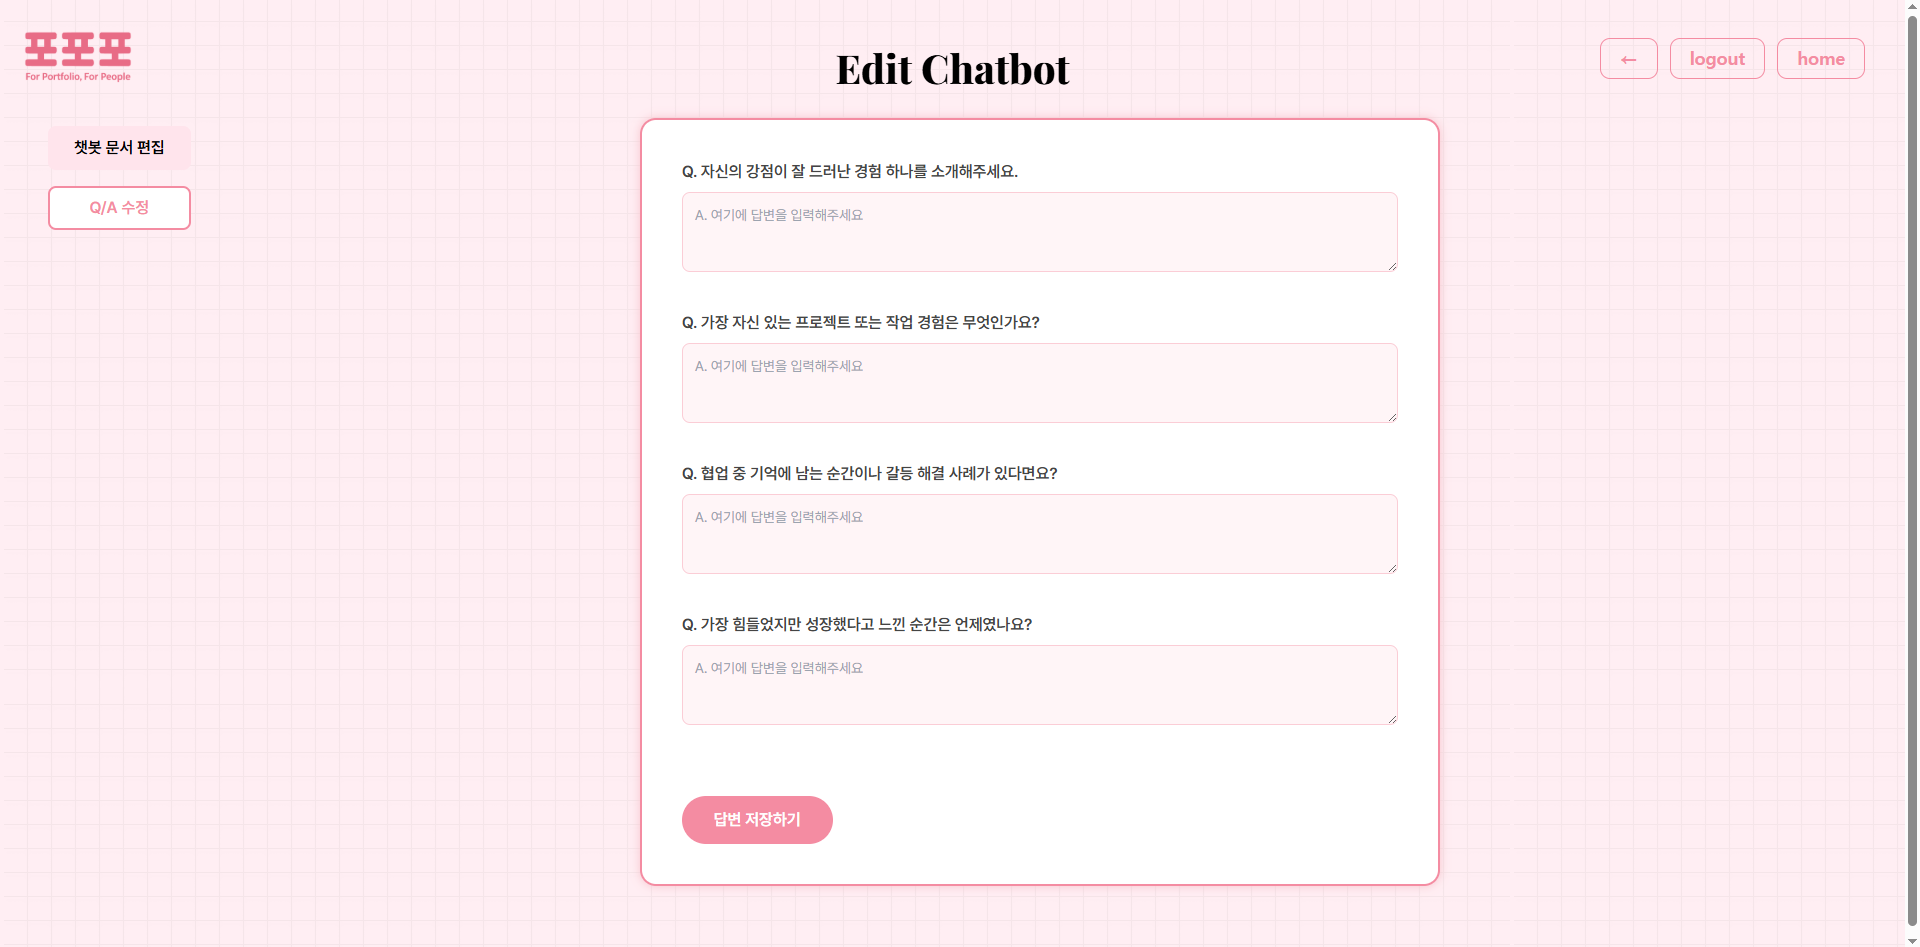 포포포
For Portfolio, For People
Edit Chatbot
← logout home
챗봇 문서 편집
Q/A 수정
Q. 자신의 강점이 잘 드러난 경험 하나를 소개해주세요.
A. 여기에 답변을 입력해주세요
Q. 가장 자신 있는 프로젝트 또는 작업 경험은 무엇인가요?
A. 여기에 답변을 입력해주세요
Q. 협업 중 기억에 남는 순간이나 갈등 해결 사례가 있다면요?
A. 여기에 답변을 입력해주세요
Q. 가장 힘들었지만 성장했다고 느낀 순간은 언제였나요?
A. 여기에 답변을 입력해주세요
답변 저장하기